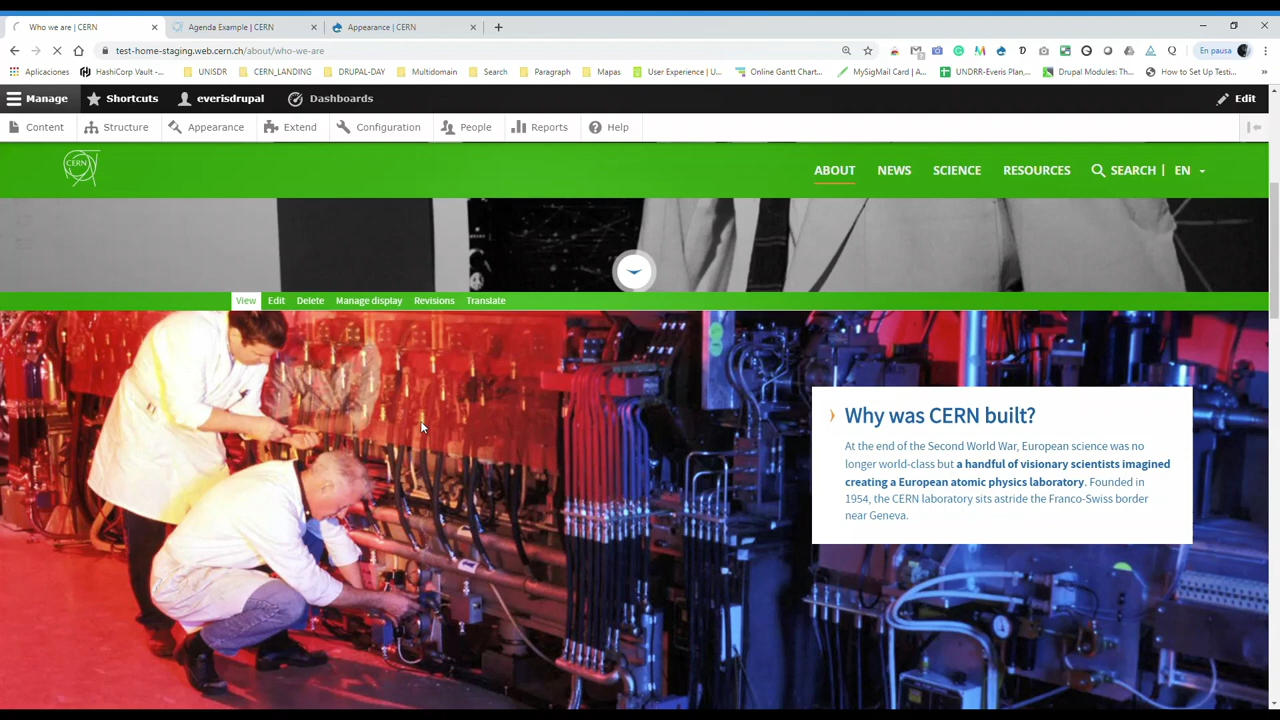 Who we are | CERN
Agenda Example | CERN
Appearance | CERN
test-home-staging.web.cern.ch/about/who-we-are
En pausa
Aplicaciones
HashiCorp Vault -...
UNISDR
CERN_LANDING
DRUPAL-DAY
Multidomain
Search
Paragraph
Mapas
User Experience | U...
Online Gantt Chart...
MySigMail Card | A...
UNDRR-Everis Plan,...
Drupal Modules: Th...
How to Set Up Testi...
Manage
Shortcuts
everisdrupal
Dashboards
Edit
Content
Structure
Appearance
Extend
Configuration
People
Reports
Help
CERN
ABOUT
NEWS
SCIENCE
RESOURCES
SEARCH |
EN
View
Edit
Delete
Manage display
Revisions
Translate
Why was CERN built?
At the end of the Second World War, European science was no
longer world-class but a handful of visionary scientists imagined
creating a European atomic physics laboratory. Founded in
1954, the CERN laboratory sits astride the Franco-Swiss border
near Geneva.